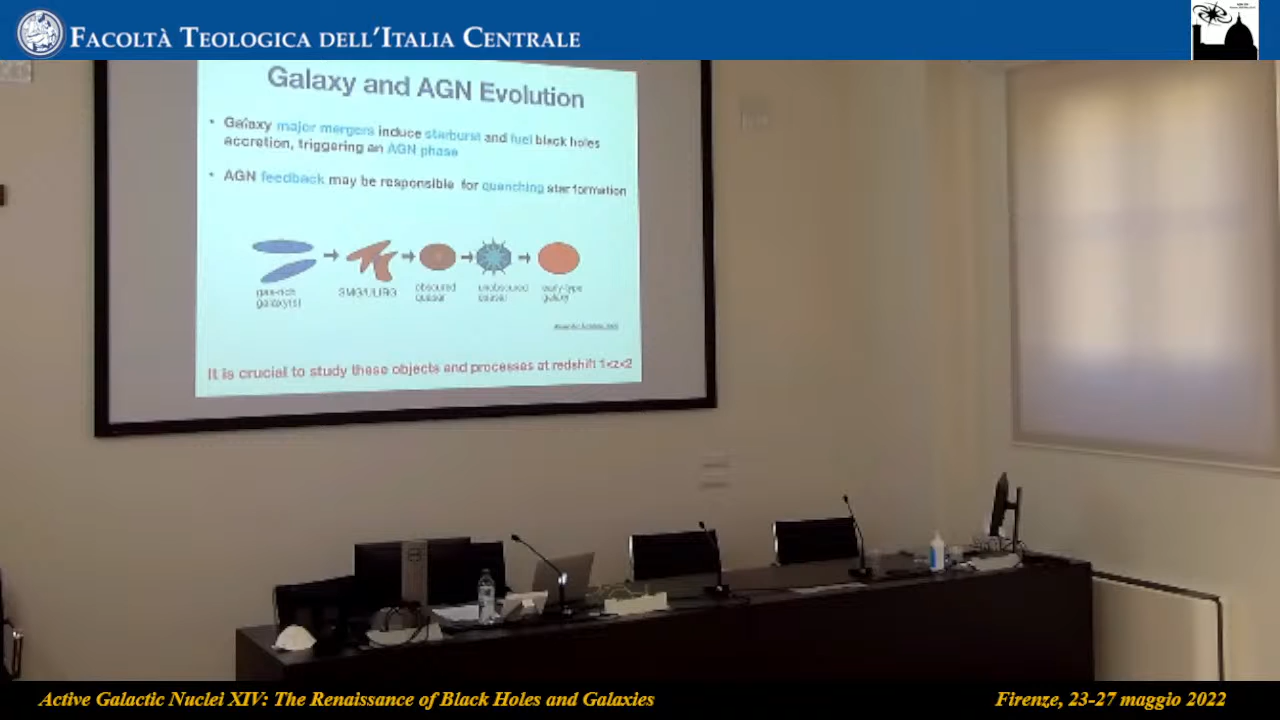 FACOLTÀ TEOLOGICA DELL'ITALIA CENTRALE
Galaxy and AGN Evolution
• Galaxy major mergers induce starburst and fuel black holes
accretion, triggering an AGN phase
• AGN feedback may be responsible for quenching star formation
gas-rich
galaxy(s)
SMG/ULIRG
obscured
quasar
unobscured
quasar
early-type
galaxy
It is crucial to study these objects and processes at redshift 1<z<2
Active Galactic Nuclei XIV: The Renaissance of Black Holes and Galaxies
Firenze, 23-27 maggio 2022